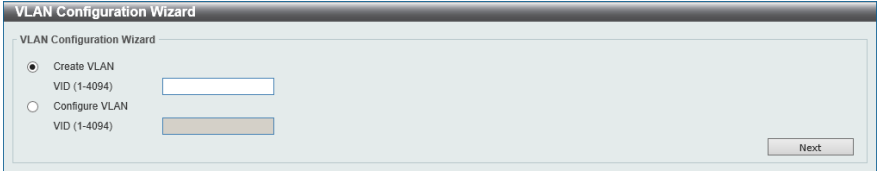 VLAN Configuration Wizard
VLAN Configuration Wizard
Create VLAN
VID (1-4094)
Configure VLAN
VID (1-4094)
Next